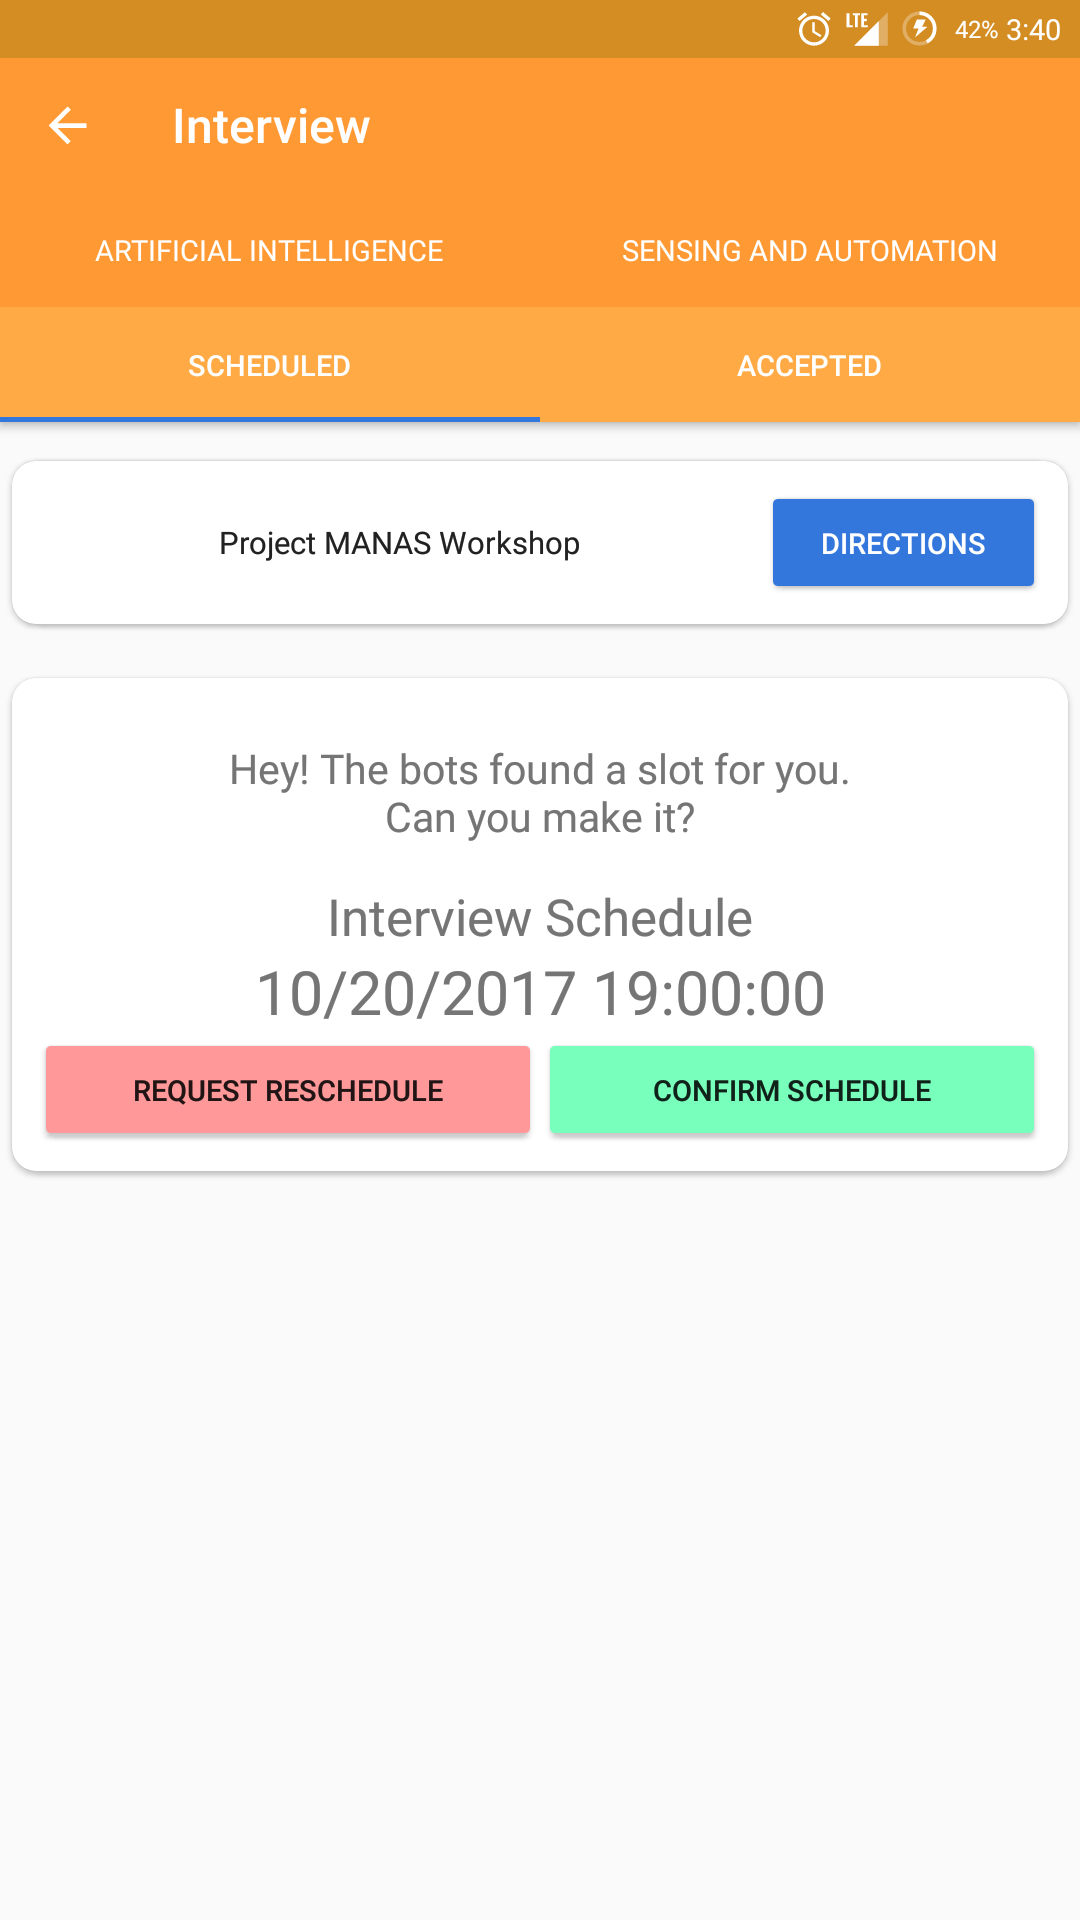 LTE 42% 3:40
Interview
ARTIFICIAL INTELLIGENCE SENSING AND AUTOMATION
SCHEDULED ACCEPTED
Project MANAS Workshop DIRECTIONS
Hey! The bots found a slot for you.
Can you make it?
Interview Schedule
10/20/2017 19:00:00
REQUEST RESCHEDULE CONFIRM SCHEDULE